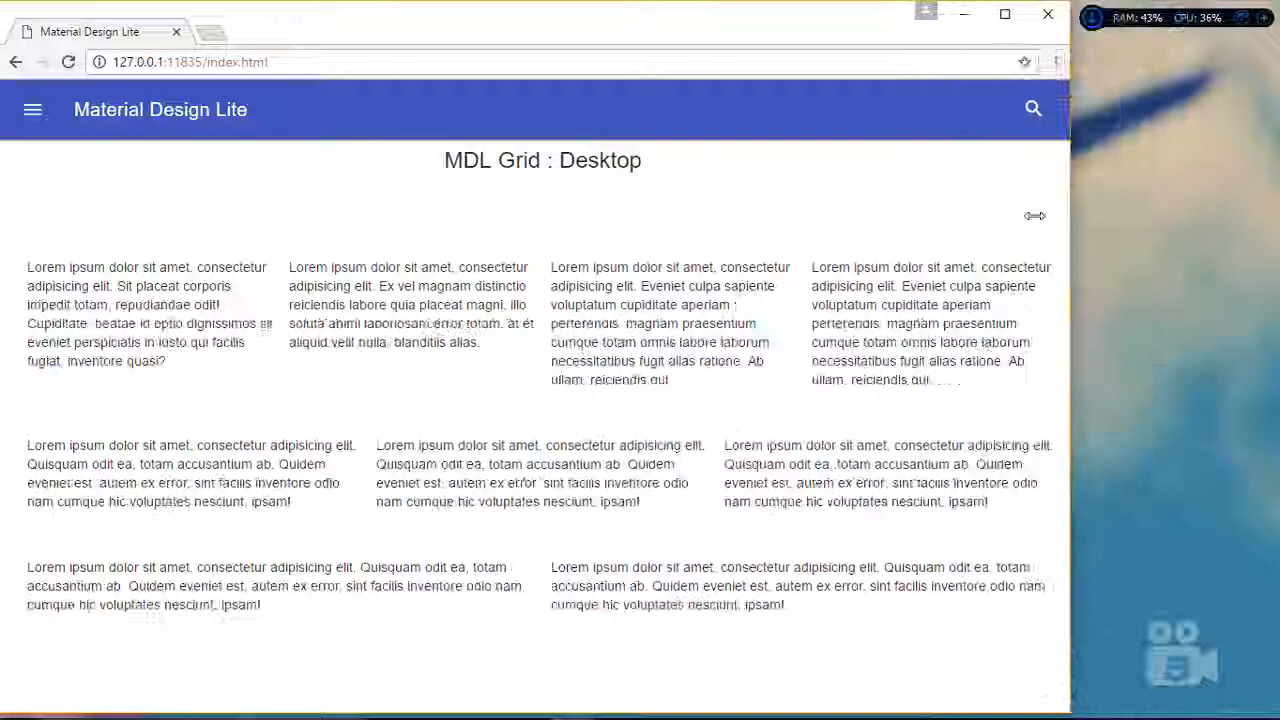 Material Design Lite
RAM: 43% CPU: 36%
127.0.0.1:11835/index.html
Material Design Lite
MDL Grid : Desktop
Lorem ipsum dolor sit amet, consectetur
adipisicing elit. Sit placeat corporis
impedit totam, repudiandae odit!
Cupiditate, beatae id optio dignissimos sit
eveniet perspiciatis in iusto qui facilis
fugiat, inventore quasi?
Lorem ipsum dolor sit amet, consectetur
adipisicing elit. Ex vel magnam distinctio
reiciendis labore quia placeat magni, illo
soluta animi laboriosam error totam, at et
aliquid velit nulla, blanditiis alias.
Lorem ipsum dolor sit amet, consectetur
adipisicing elit. Eveniet culpa sapiente
voluptatum cupiditate aperiam
perferendis, magnam praesentium
cumque totam omnis labore laborum
necessitatibus fugit alias ratione. Ab
ullam, reiciendis qui
Lorem ipsum dolor sit amet, consectetur
adipisicing elit. Eveniet culpa sapiente
voluptatum cupiditate aperiam
perferendis, magnam praesentium
cumque totam omnis labore laborum
necessitatibus fugit alias ratione. Ab
ullam, reiciendis qui
Lorem ipsum dolor sit amet, consectetur adipisicing elit.
Quisquam odit ea, totam accusantium ab. Quidem
eveniet est, autem ex error, sint facilis inventore odio
nam cumque hic voluptates nesciunt, ipsam!
Lorem ipsum dolor sit amet, consectetur adipisicing elit.
Quisquam odit ea, totam accusantium ab. Quidem
eveniet est, autem ex error, sint facilis inventore odio
nam cumque hic voluptates nesciunt, ipsam!
Lorem ipsum dolor sit amet, consectetur adipisicing elit.
Quisquam odit ea, totam accusantium ab. Quidem
eveniet est, autem ex error, sint facilis inventore odio
nam cumque hic voluptates nesciunt, ipsam!
Lorem ipsum dolor sit amet, consectetur adipisicing elit. Quisquam odit ea, totam
accusantium ab. Quidem eveniet est, autem ex error, sint facilis inventore odio nam
cumque hic voluptates nesciunt, ipsam!
Lorem ipsum dolor sit amet, consectetur adipisicing elit. Quisquam odit ea, totam
accusantium ab. Quidem eveniet est, autem ex error, sint facilis inventore odio nam
cumque hic voluptates nesciunt, ipsam!